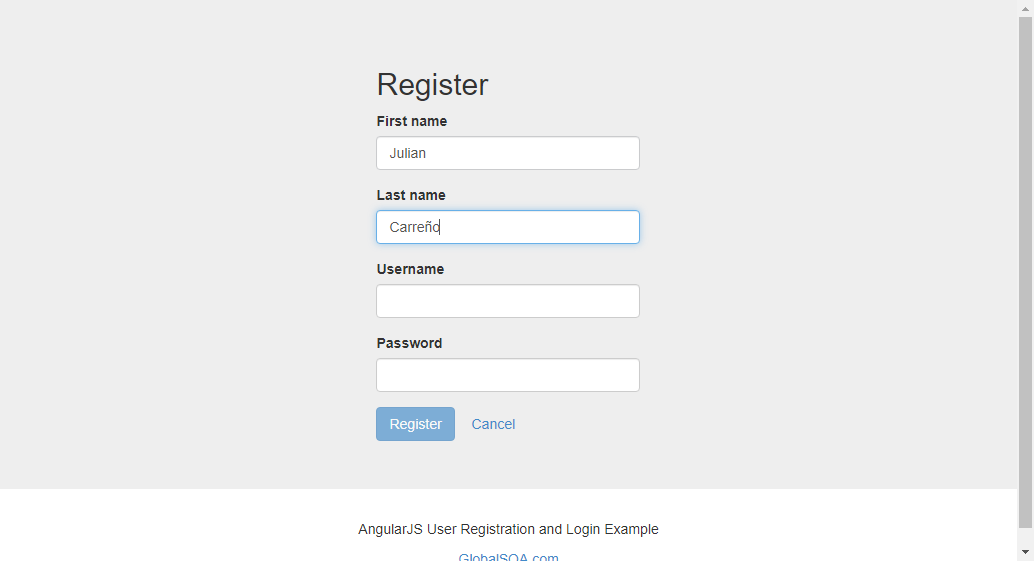 Register
First name
Julian
Last name
Carreño
Username
Password
Register Cancel
AngularJS User Registration and Login Example
GlobalSQA.com